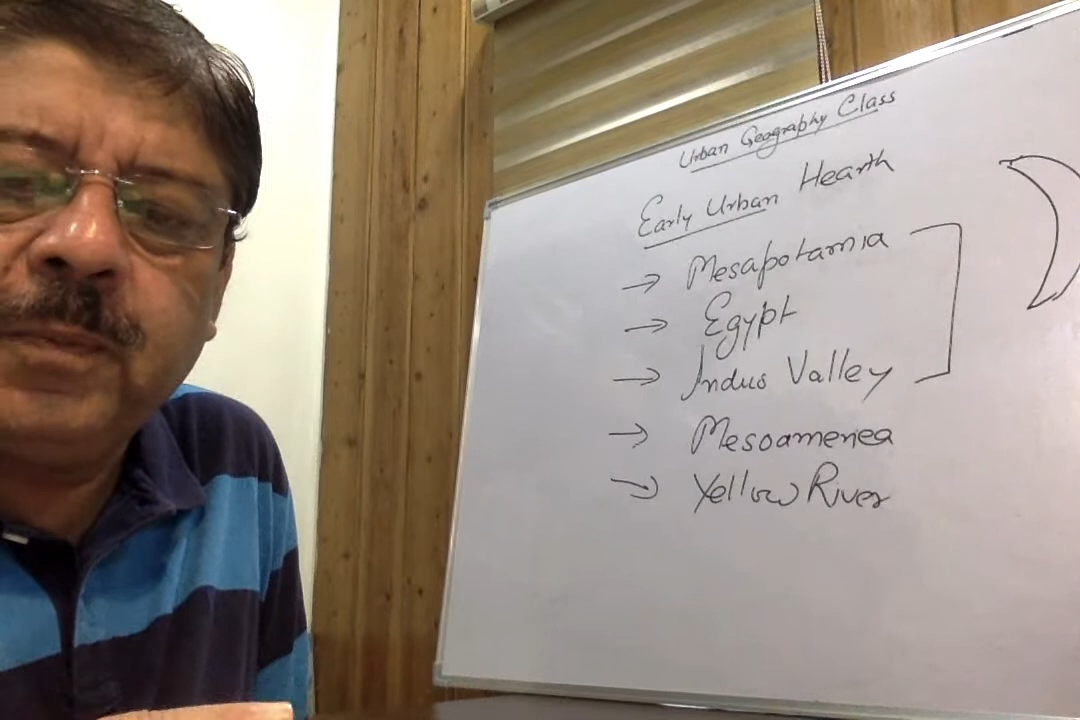 Urban Geography Class
Early Urban Hearth
→ Mesapotamia
→ Egypt
→ Indus Valley
→ Mesoamerica
→ Yellow River